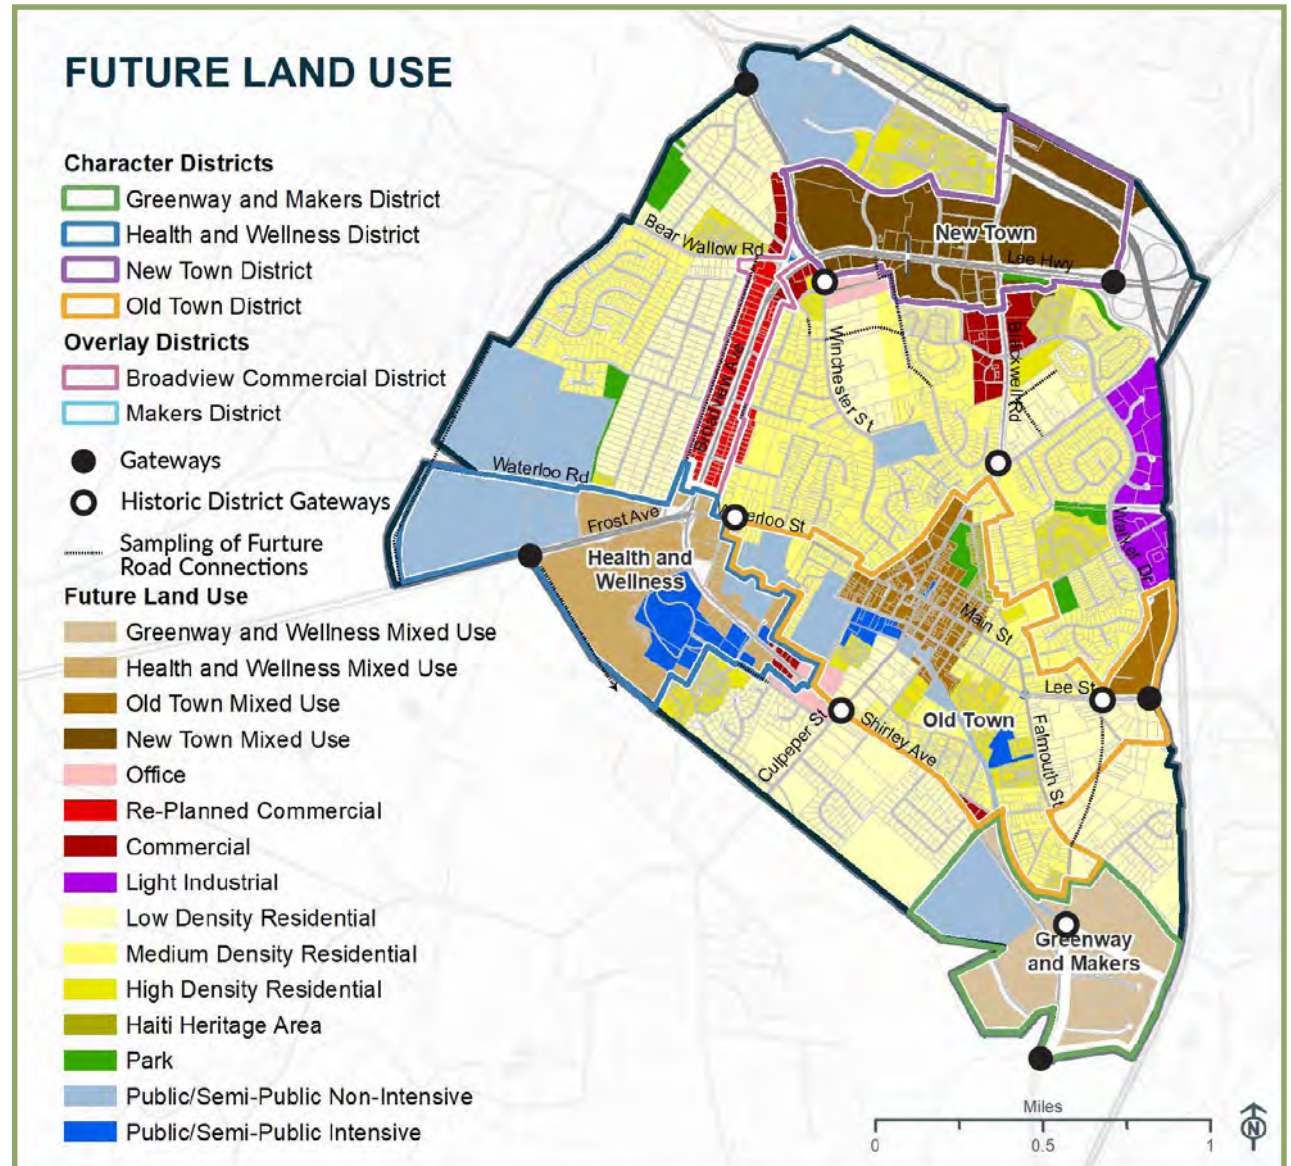 FUTURE LAND USE
Character Districts
Greenway and Makers District
Health and Wellness District
New Town District
Old Town District
Overlay Districts
Broadview Commercial District
Makers District
Gateways
Historic District Gateways
Sampling of Furture
Road Connections
Future Land Use
Greenway and Wellness Mixed Use
Health and Wellness Mixed Use
Old Town Mixed Use
New Town Mixed Use
Office
Re-Planned Commercial
Commercial
Light Industrial
Low Density Residential
Medium Density Residential
High Density Residential
Haiti Heritage Area
Park
Public/Semi-Public Non-Intensive
Public/Semi-Public Intensive
Bear Wallow Rd
New Town
Lee Hwy
Broadview Ave
Winchester St
Blackwell Rd
Waterloo Rd
Frost Ave
Waterloo St
Walker Dr
Health and
Wellness
Main St
Lee St
Old Town
Culpeper St
Shirley Ave
Falmouth St
Greenway
and Makers
Miles
0
0.5
1
N